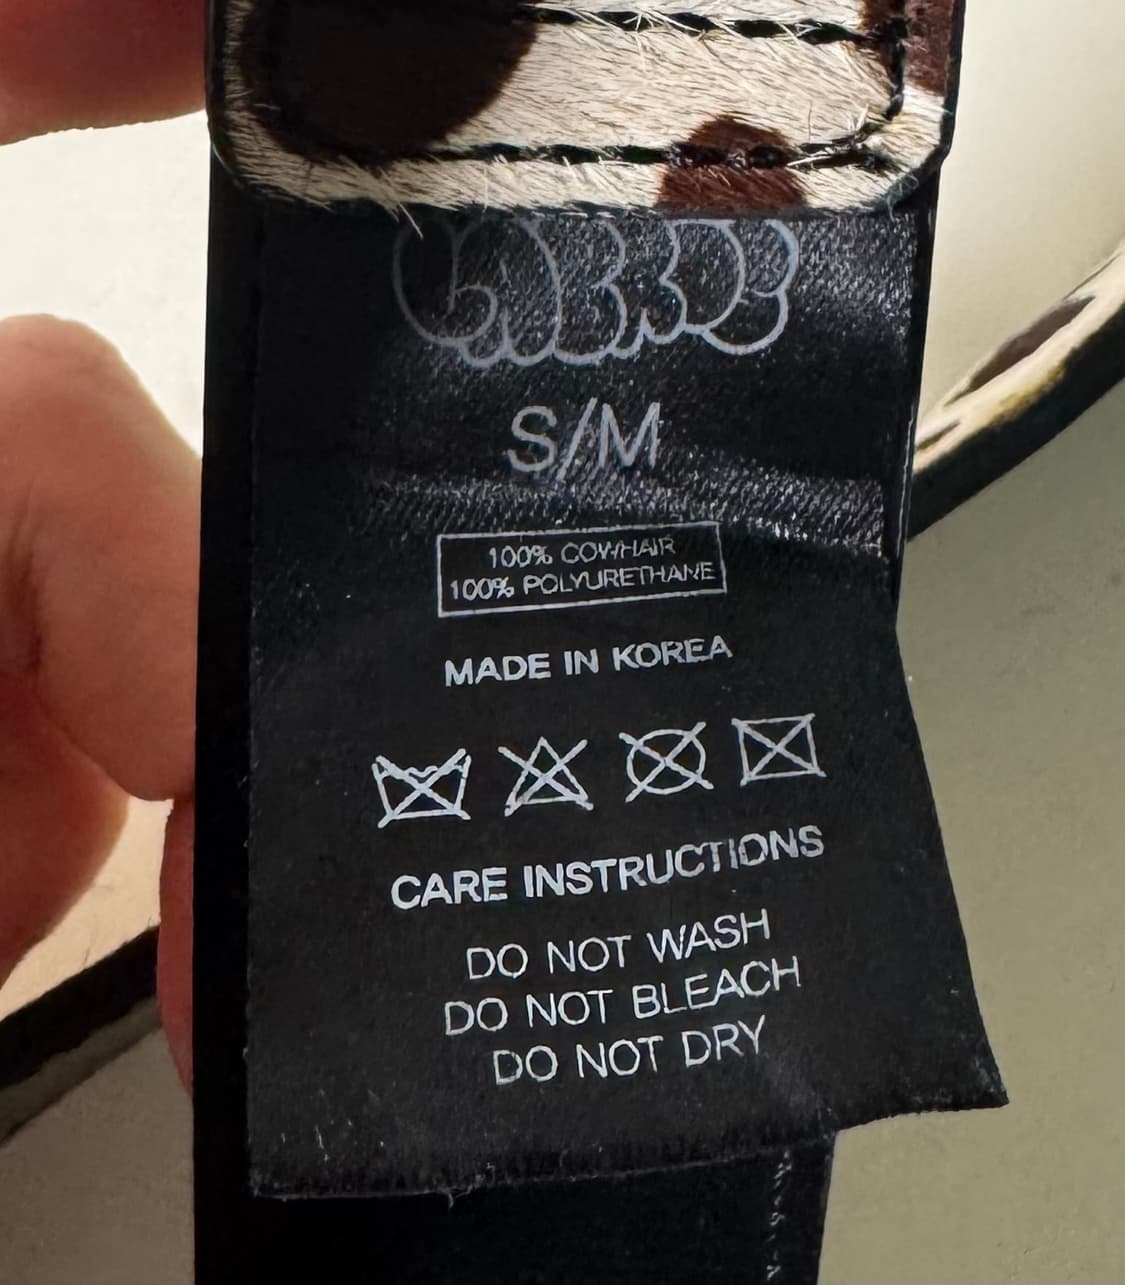 S/M
100% COWHAIR
100% POLYURETHANE
MADE IN KOREA
CARE INSTRUCTIONS
DO NOT WASH
DO NOT BLEACH
DO NOT DRY